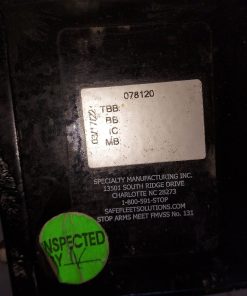 078120
TBB:
BB:
IC:
MB:
SPECIALTY MANUFACTURING INC.
13501 SOUTH RIDGE DRIVE
CHARLOTTE NC 28273
1-800-591-STOP
SAFEFLEETSOLUTIONS.COM
STOP ARMS MEET FMVSS No. 131
INSPECTED